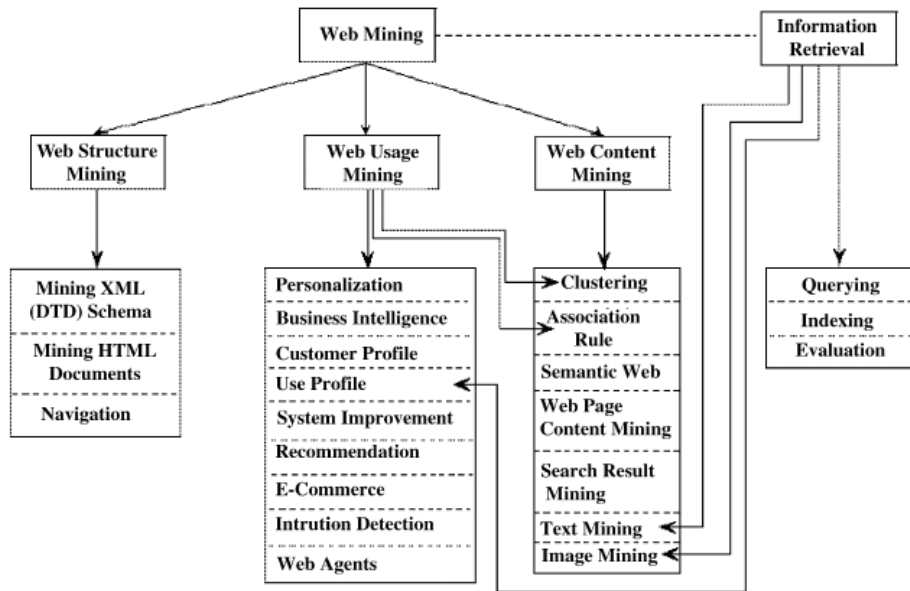 Web Mining
Information
Retrieval
Web Structure
Mining
Web Usage
Mining
Web Content
Mining
Mining XML
(DTD) Schema
Mining HTML
Documents
Navigation
Personalization
Business Intelligence
Customer Profile
Use Profile
System Improvement
Recommendation
E-Commerce
Intrution Detection
Web Agents
Clustering
Association
Rule
Semantic Web
Web Page
Content Mining
Search Result
Mining
Text Mining
Image Mining
Querying
Indexing
Evaluation